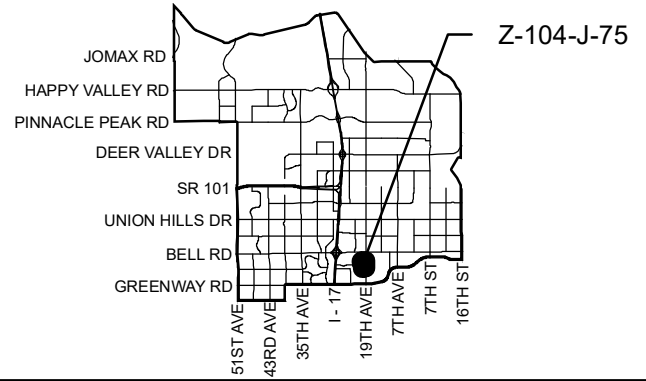 Z-104-J-75
JOMAX RD
HAPPY VALLEY RD
PINNACLE PEAK RD
DEER VALLEY DR
SR 101
UNION HILLS DR
BELL RD
GREENWAY RD
51ST AVE
43RD AVE
35TH AVE
I - 17
19TH AVE
7TH AVE
7TH ST
16TH ST